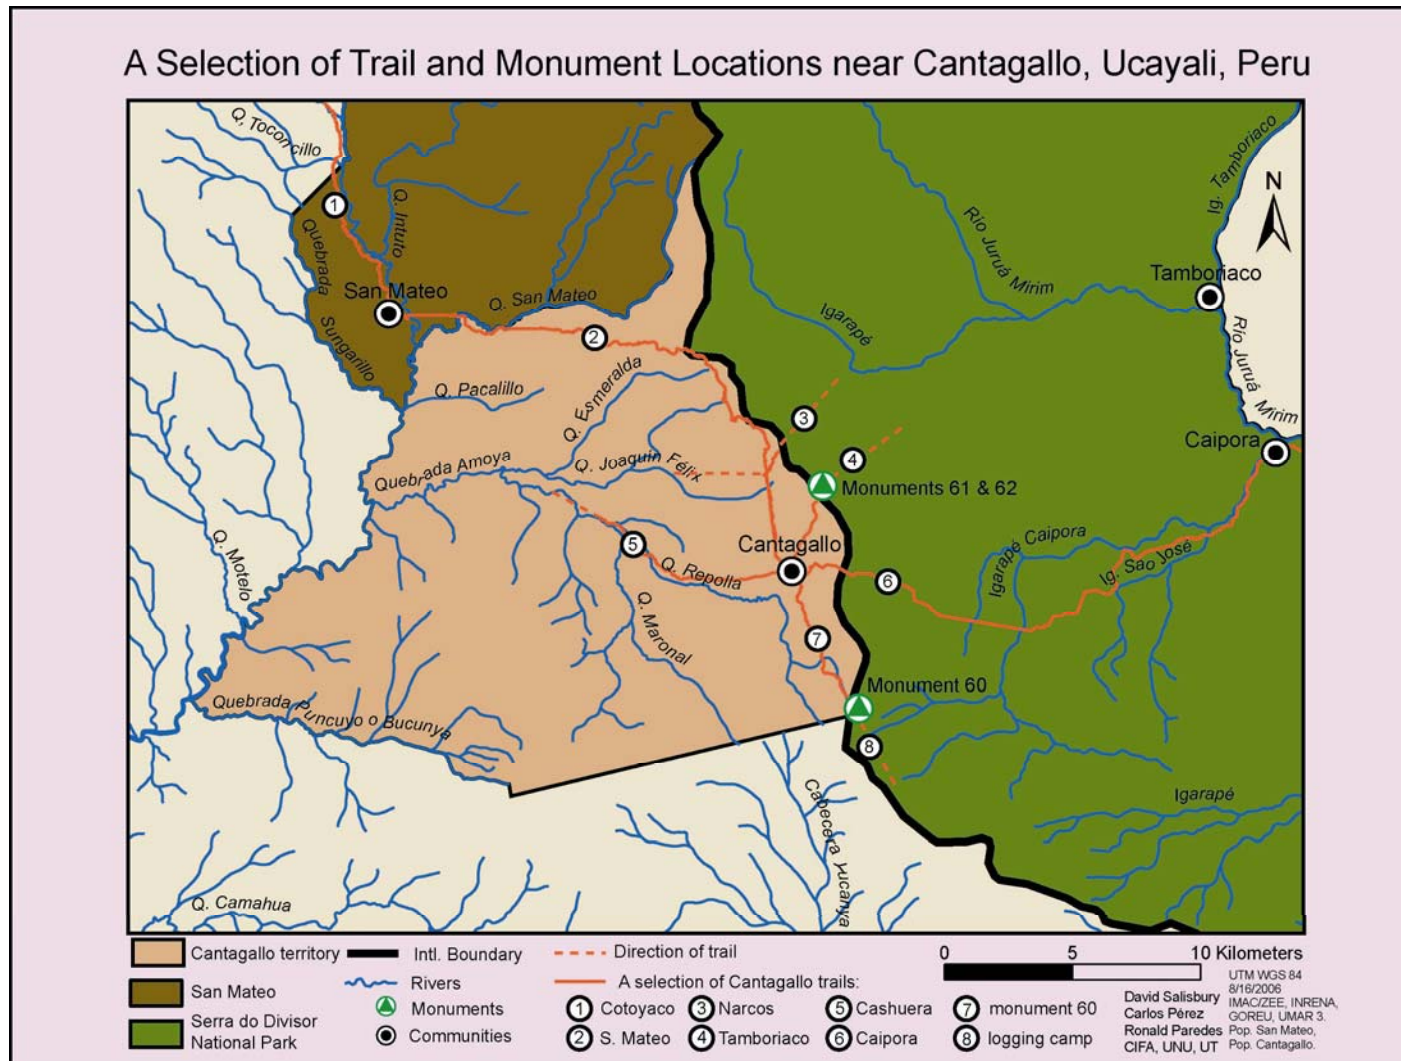 A Selection of Trail and Monument Locations near Cantagallo, Ucayali, Peru
Q. Toconcillo
Ig. Tamboriaco
N
1
Q. Intuto
Quebrada
Sungarillo
Río Juruá Mirim
Tamboriaco
San Mateo
Q. San Mateo
Igarapé
2
Río Juruá Mirim
Q. Esmeralda
Q. Pacalillo
3
Caipora
Quebrada Amoya
Q. Joaquin Félix
4
Monuments 61 & 62
Q. Motelo
5
Cantagallo
Q. Repolla
6
Igarapé Caipora
Ig. Sao José
Q. Maronal
7
Monument 60
Quebrada Puncuyo o Bucunya
8
Cabecera Yucanya
Igarapé
Q. Camahua
Cantagallo territory
San Mateo
Serra do Divisor
National Park
Intl. Boundary
Rivers
Monuments
Communities
Direction of trail
A selection of Cantagallo trails:
1 Cotoyaco
3 Narcos
5 Cashuera
7 monument 60
2 S. Mateo
4 Tamboriaco
6 Caipora
8 logging camp
0 5 10 Kilometers
David Salisbury
Carlos Pérez
Ronald Paredes
CIFA, UNU, UT
UTM WGS 84
8/16/2006
IMAC/ZEE, INRENA,
GOREU, UMAR 3.
Pop. San Mateo,
Pop. Cantagallo.